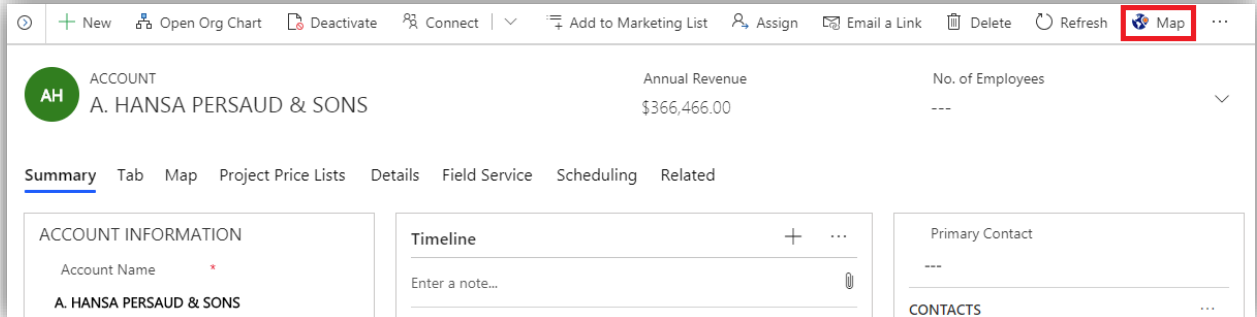 New Open Org Chart Deactivate Connect Add to Marketing List Assign Email a Link Delete Refresh Map ...
AH
ACCOUNT
A. HANSA PERSAUD & SONS
Annual Revenue
$366,466.00
No. of Employees
---
Summary Tab Map Project Price Lists Details Field Service Scheduling Related
ACCOUNT INFORMATION
Account Name *
A. HANSA PERSAUD & SONS
Timeline
Enter a note...
Primary Contact
---
CONTACTS